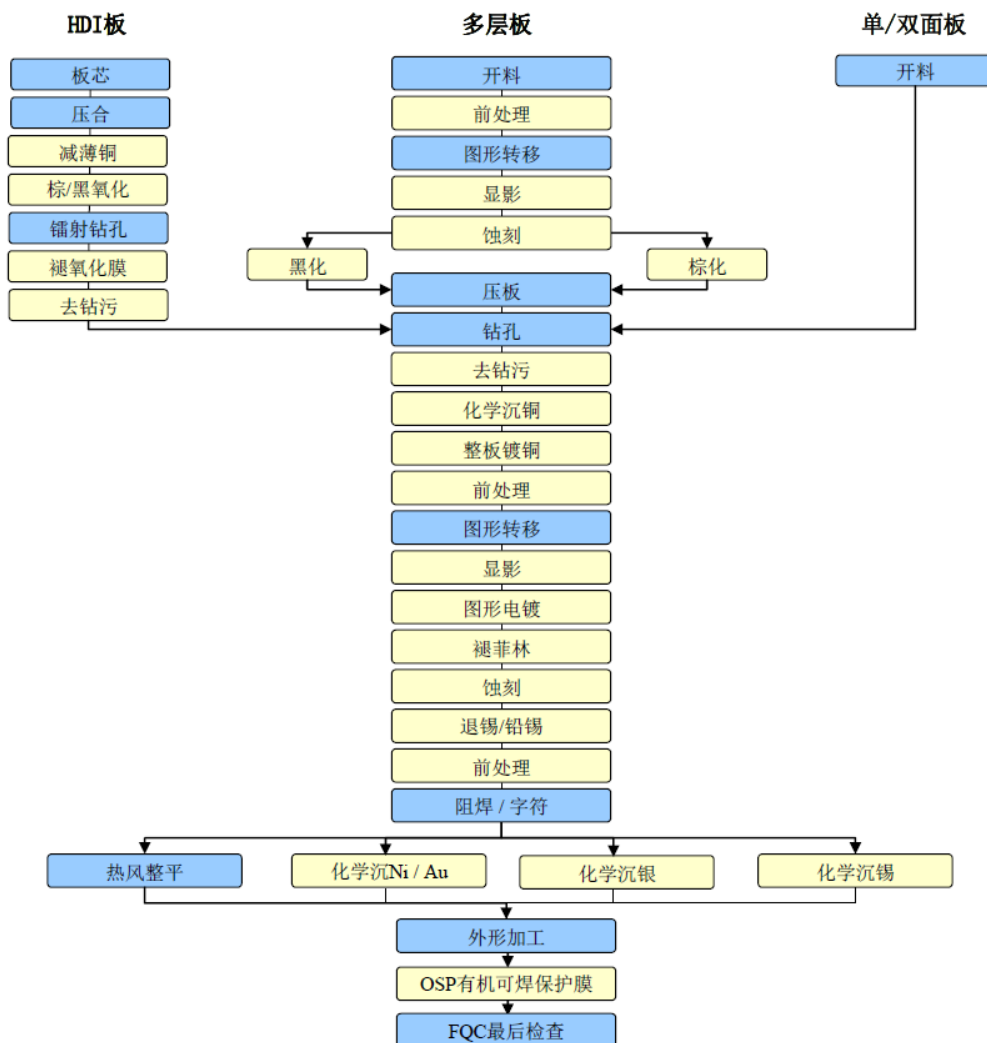 HDI板
多层板
单/双面板
板芯
压合
减薄铜
棕/黑氧化
镭射钻孔
褪氧化膜
去钻污
开料
前处理
图形转移
显影
蚀刻
黑化
棕化
压板
钻孔
开料
去钻污
化学沉铜
整板镀铜
前处理
图形转移
显影
图形电镀
褪菲林
蚀刻
退锡/铅锡
前处理
阻焊 / 字符
热风整平
化学沉Ni / Au
化学沉银
化学沉锡
外形加工
OSP有机可焊保护膜
FQC最后检查